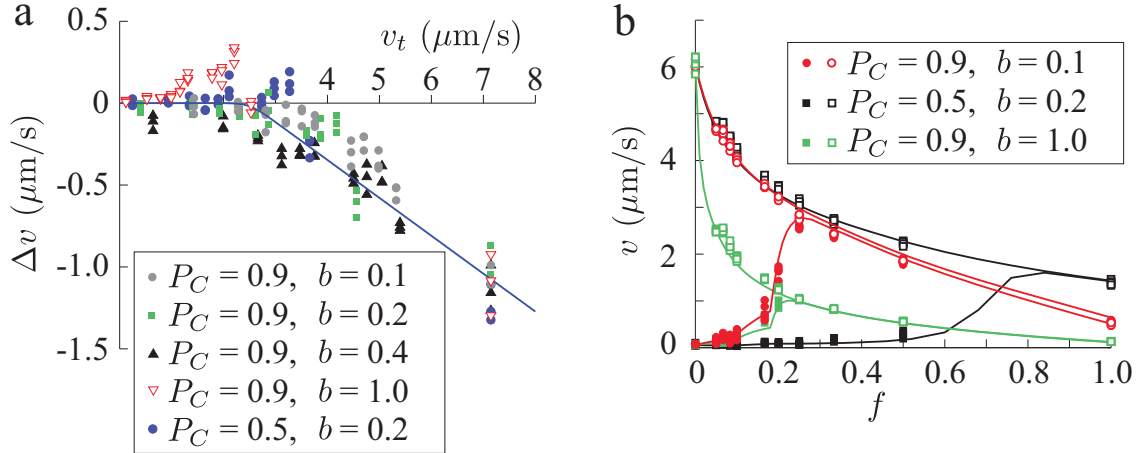 a
0.5
0
-0.5
-1.0
-1.5
Δv (μm/s)
v_t (μm/s)
4 5 6 7 8
P_C = 0.9, b = 0.1
P_C = 0.9, b = 0.2
P_C = 0.9, b = 0.4
P_C = 0.9, b = 1.0
P_C = 0.5, b = 0.2
b
6
4
2
0
v (μm/s)
P_C = 0.9, b = 0.1
P_C = 0.5, b = 0.2
P_C = 0.9, b = 1.0
0.0 0.2 0.4 0.6 0.8 1.0
f